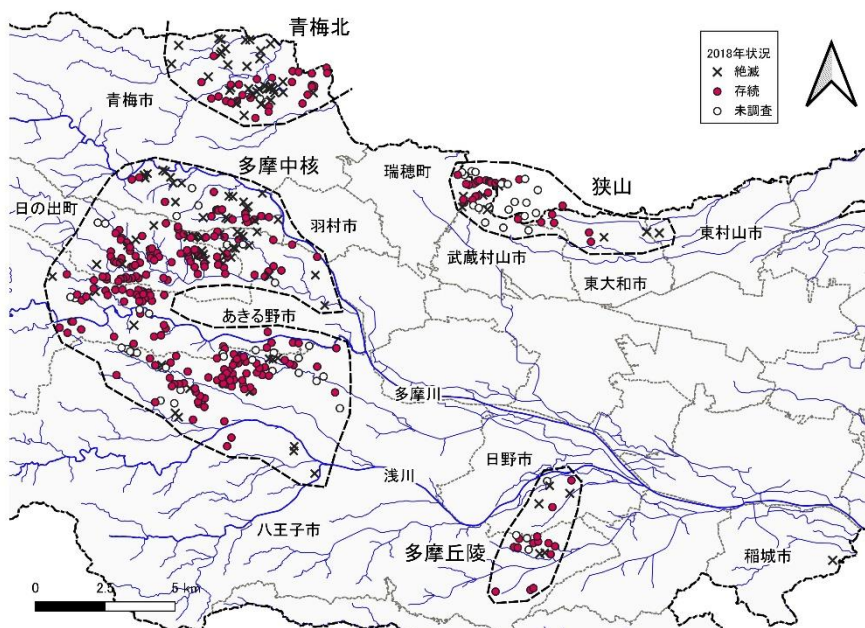 青梅北
2018年状況
絶滅
存続
未調査
青梅市
多摩中核
瑞穂町
狭山
日の出町
羽村市
東村山市
武蔵村山市
東大和市
あきる野市
多摩川
日野市
浅川
八王子市
多摩丘陵
稲城市
0 2.5 5 km